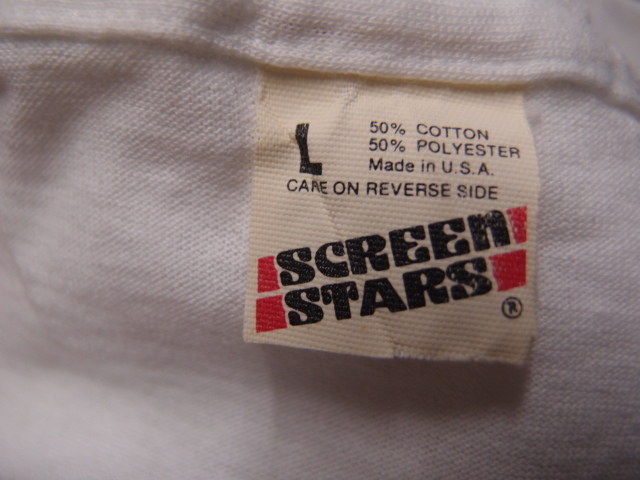 L
50% COTTON
50% POLYESTER
Made in U.S.A.
CARE ON REVERSE SIDE
SCREEN
STARS
®